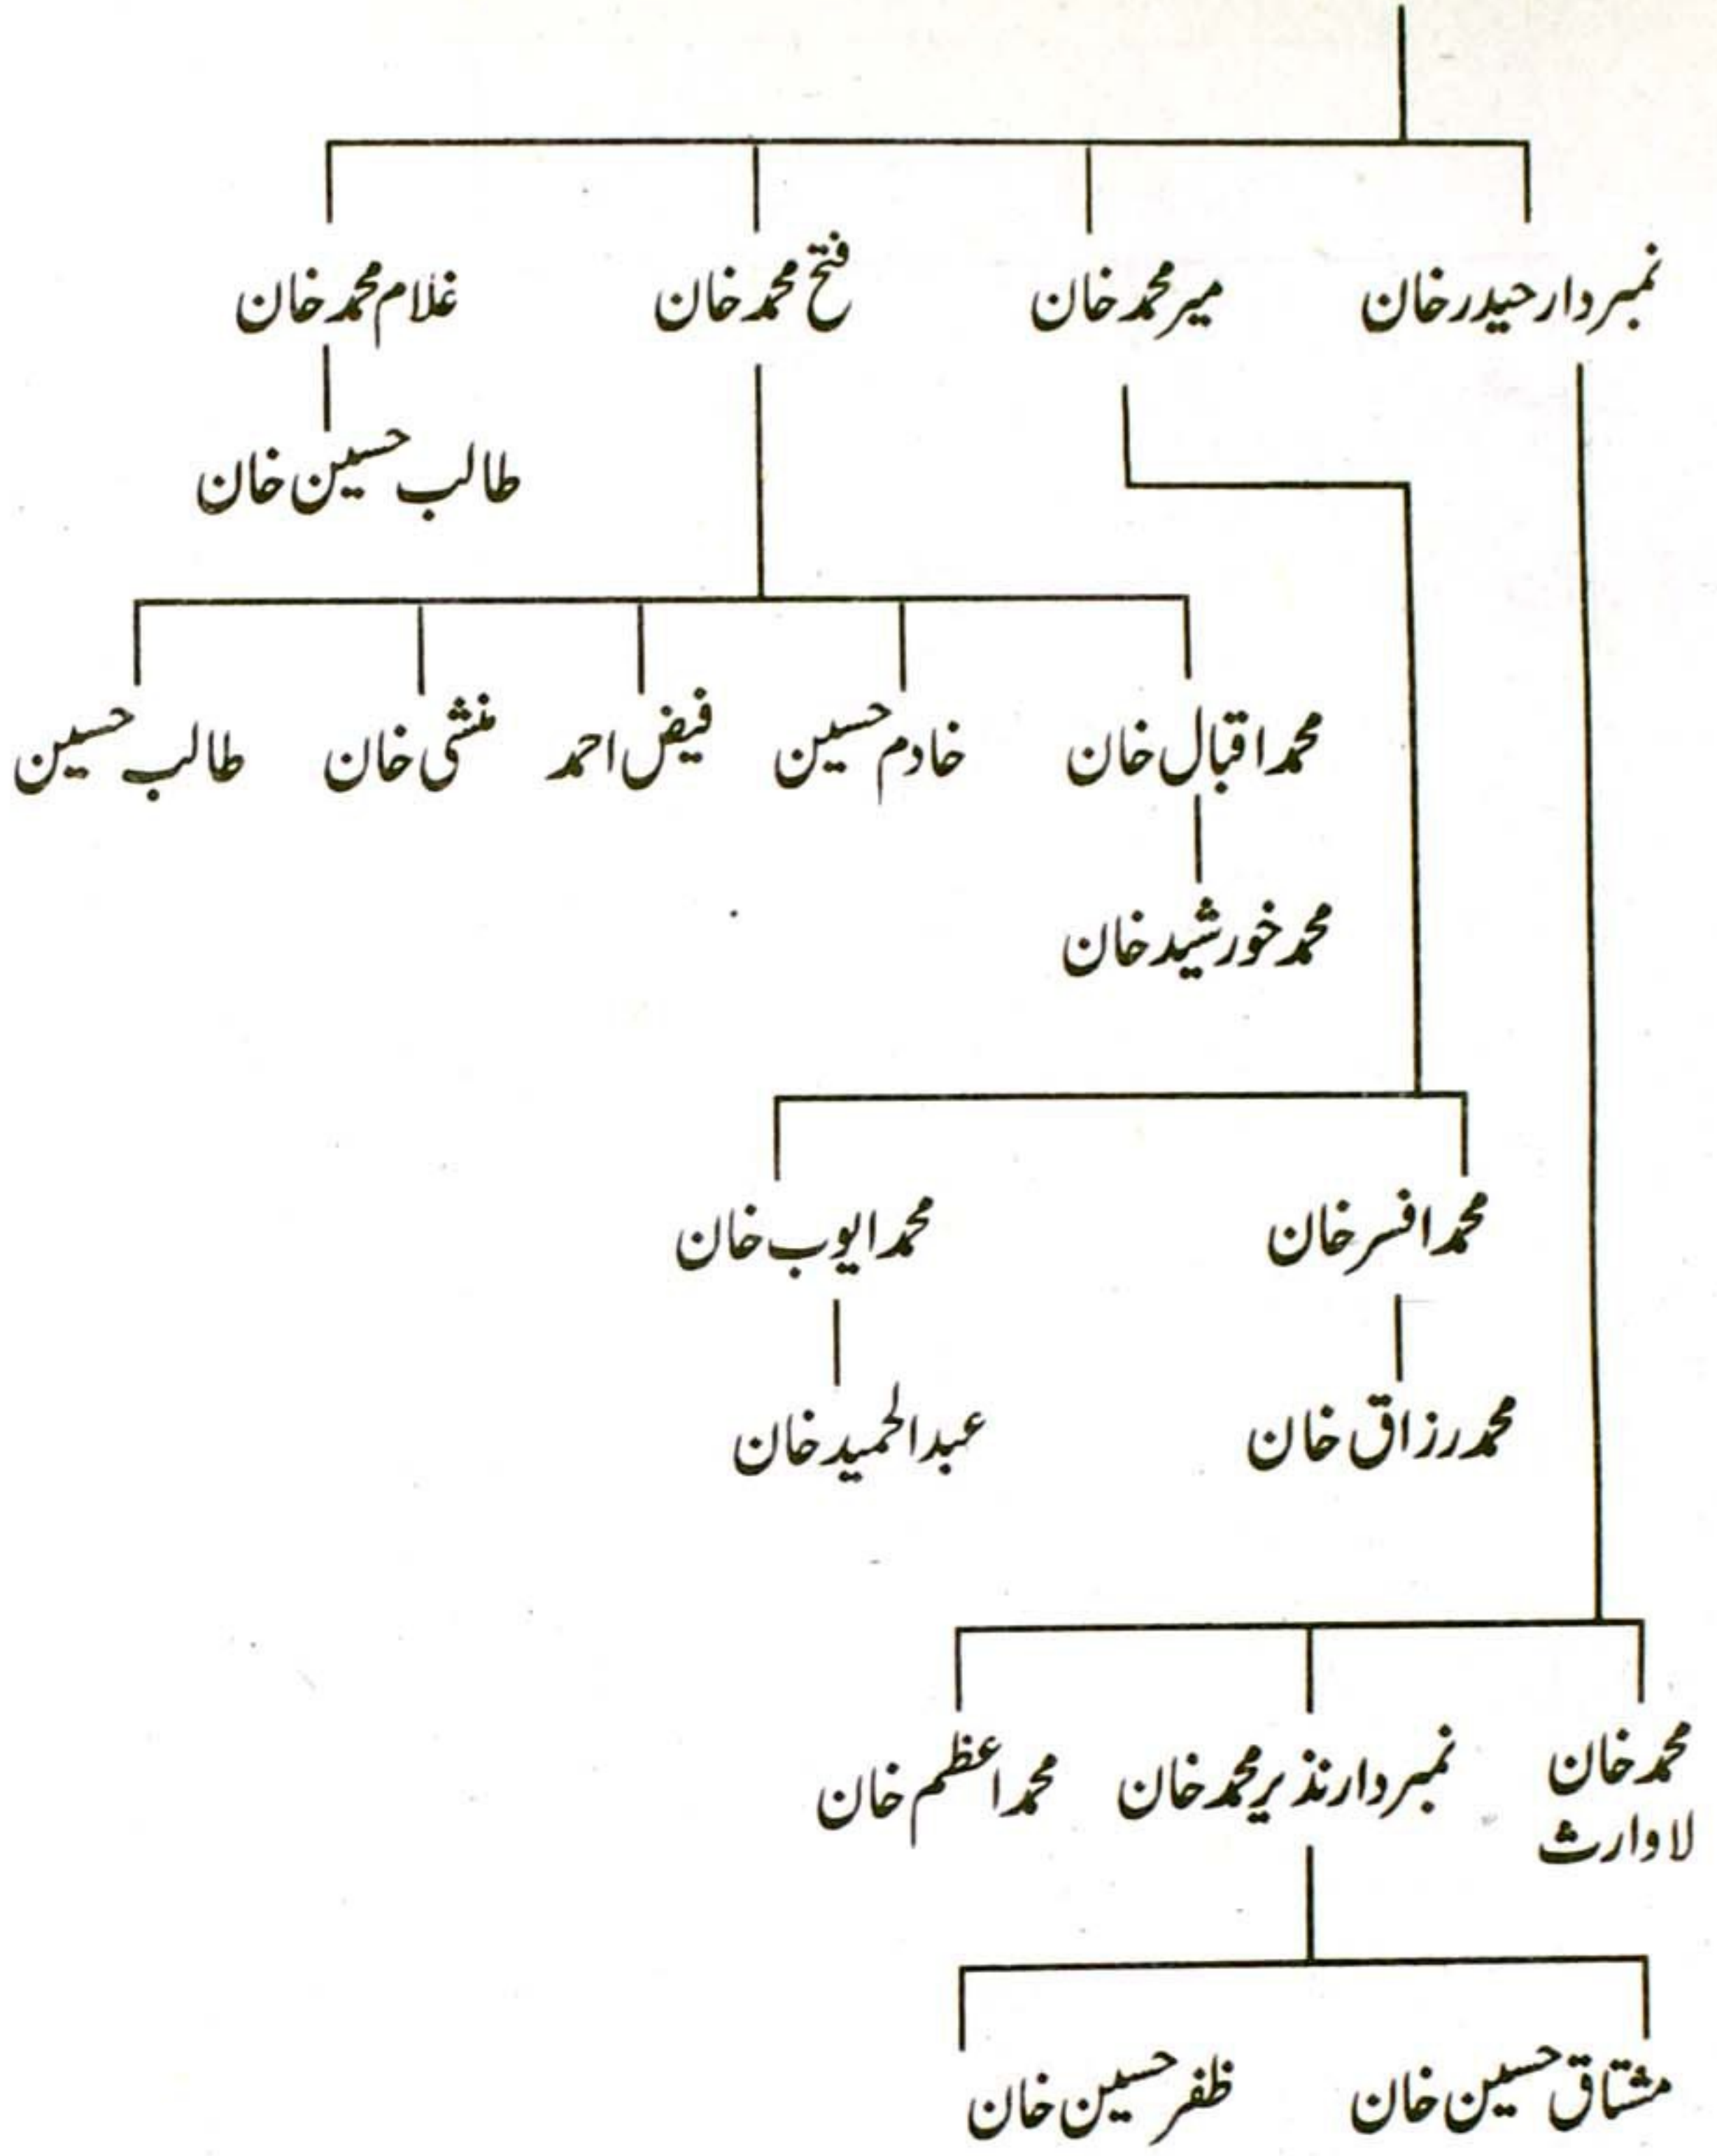 نمبردار حیدر خان
میر محمد خان
فتح محمد خان
غلام محمد خان
طالب حسین خان
محمد اقبال خان
خادم حسین
فیض احمد
منشی خان
طالب حسین
محمد خورشید خان
محمد افسر خان
محمد ایوب خان
محمد رزاق خان
عبدالحمید خان
محمد خان
لاوارث
نمبردار نذیر محمد خان
محمد اعظم خان
مشتاق حسین خان
ظفر حسین خان